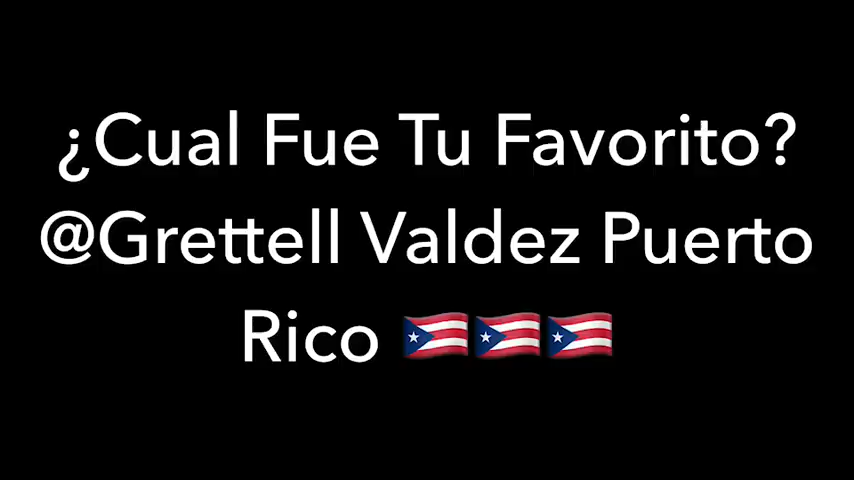 ¿Cual Fue Tu Favorito?
@Grettell Valdez Puerto
Rico 🇵🇷🇵🇷🇵🇷